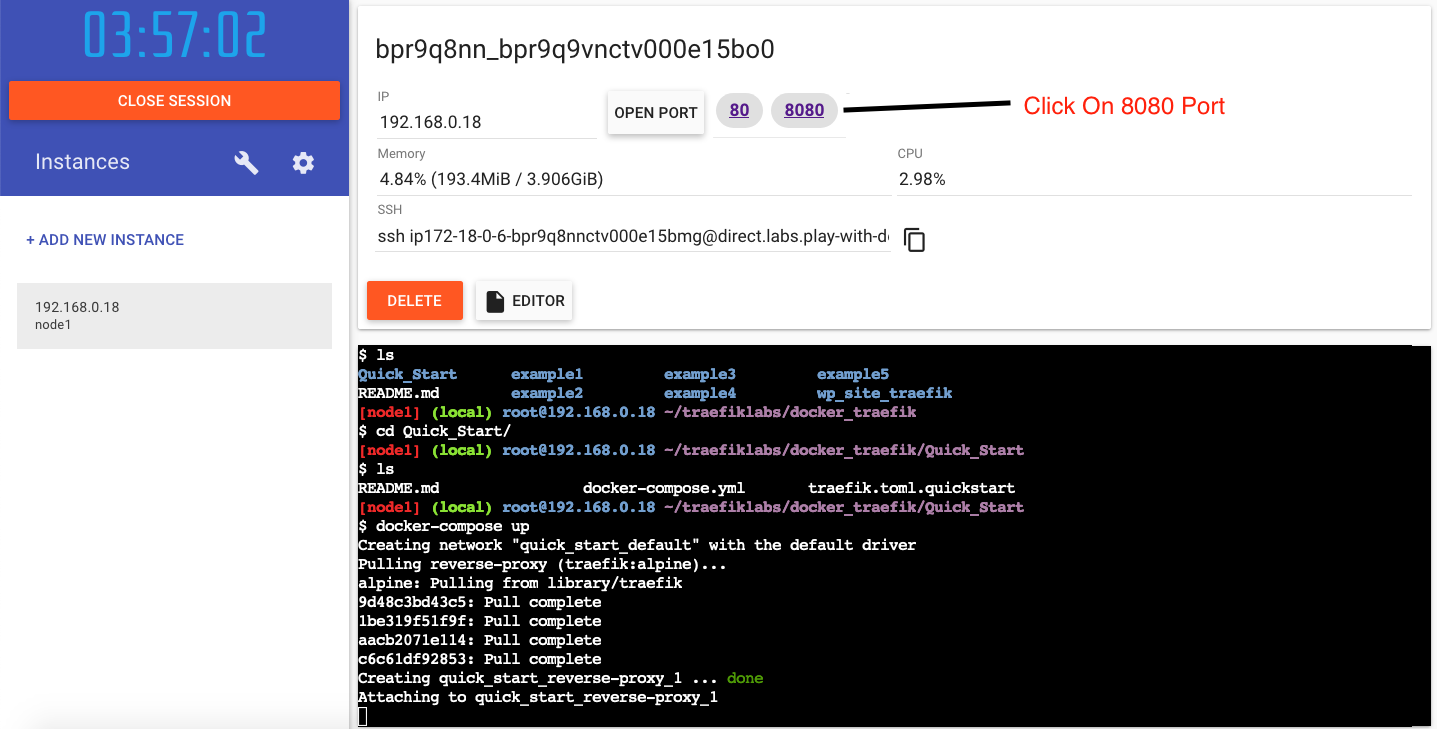 03:57:02
CLOSE SESSION
Instances
+ ADD NEW INSTANCE
192.168.0.18
node1
bpr9q8nn_bpr9q9vnctv000e15bo0
IP
192.168.0.18
OPEN PORT
80
8080
Click On 8080 Port
Memory
4.84% (193.4MiB / 3.906GiB)
CPU
2.98%
SSH
ssh ip172-18-0-6-bpr9q8nnctv000e15bmg@direct.labs.play-with-d
DELETE
EDITOR
$ ls
Quick_Start example1 example3 example5
README.md example2 example4 wp_site_traefik
[node1] (local) root@192.168.0.18 ~/traefiklabs/docker_traefik
$ cd Quick_Start/
[node1] (local) root@192.168.0.18 ~/traefiklabs/docker_traefik/Quick_Start
$ ls
README.md docker-compose.yml traefik.toml.quickstart
[node1] (local) root@192.168.0.18 ~/traefiklabs/docker_traefik/Quick_Start
$ docker-compose up
Creating network "quick_start_default" with the default driver
Pulling reverse-proxy (traefik:alpine)...
alpine: Pulling from library/traefik
9d48c3bd43c5: Pull complete
1be319f51f9f: Pull complete
aacb2071e114: Pull complete
c6c61df92853: Pull complete
Creating quick_start_reverse-proxy_1 ... done
Attaching to quick_start_reverse-proxy_1